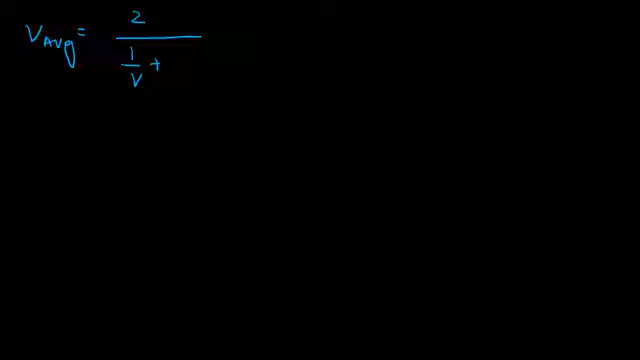 V_Avg = 2 / (1/V +